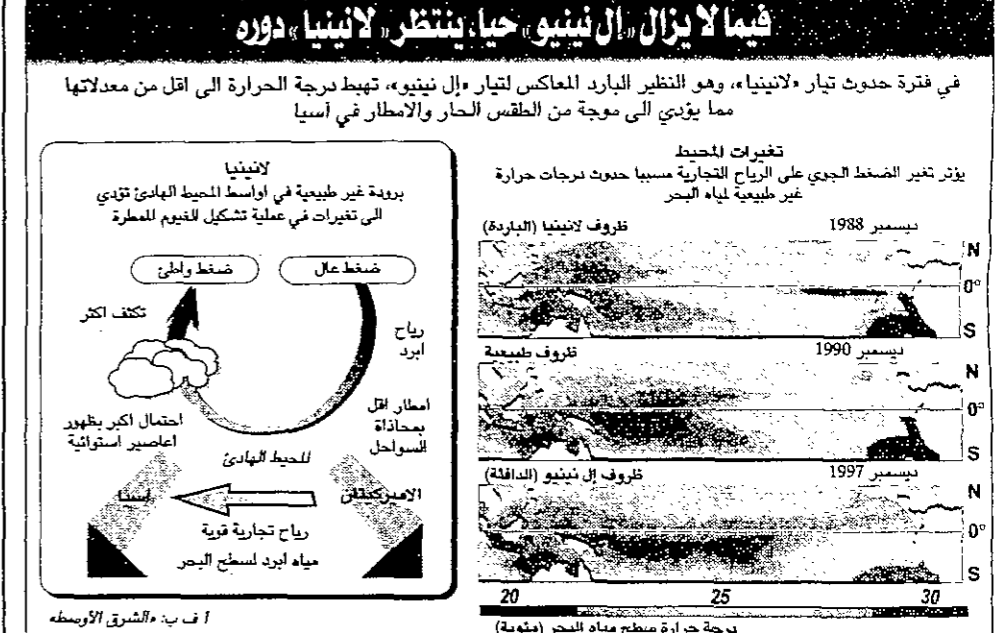 فيما لا يزال «إل نينيو» حيا، ينتظر «لانينيا» دوره
في فترة حدوث تيار «لانينيا»، وهو النظير البارد المعاكس لتيار «إل نينيو»، تهبط درجة الحرارة الى اقل من معدلاتها
مما يؤدي الى موجة من الطقس الحار والامطار في آسيا
تغيرات المحيط
يؤثر تغير الضغط الجوي على الرياح التجارية مسببا حدوث درجات حرارة
غير طبيعية لمياه البحر
ديسمبر 1988
ظروف لانينيا (الباردة)
N
0°
S
ديسمبر 1990
ظروف طبيعية
N
0°
S
ديسمبر 1997
ظروف إل نينيو (الدافئة)
N
0°
S
20 25 30
درجة حرارة سطح مياه البحر (مئوية)
لانينيا
برودة غير طبيعية في اواسط المحيط الهادئ تؤدي
الى تغيرات في عملية تشكيل الغيوم الممطرة
ضغط عال
ضغط واطئ
تكثف اكثر
رياح
ابرد
امطار اقل
بمحاذاة
السواحل
احتمال اكبر بظهور
اعاصير استوائية
المحيط الهادئ
الاميركيتان
آسيا
رياح تجارية قوية
مياه ابرد لسطح البحر
أ ف ب: «الشرق الأوسط»